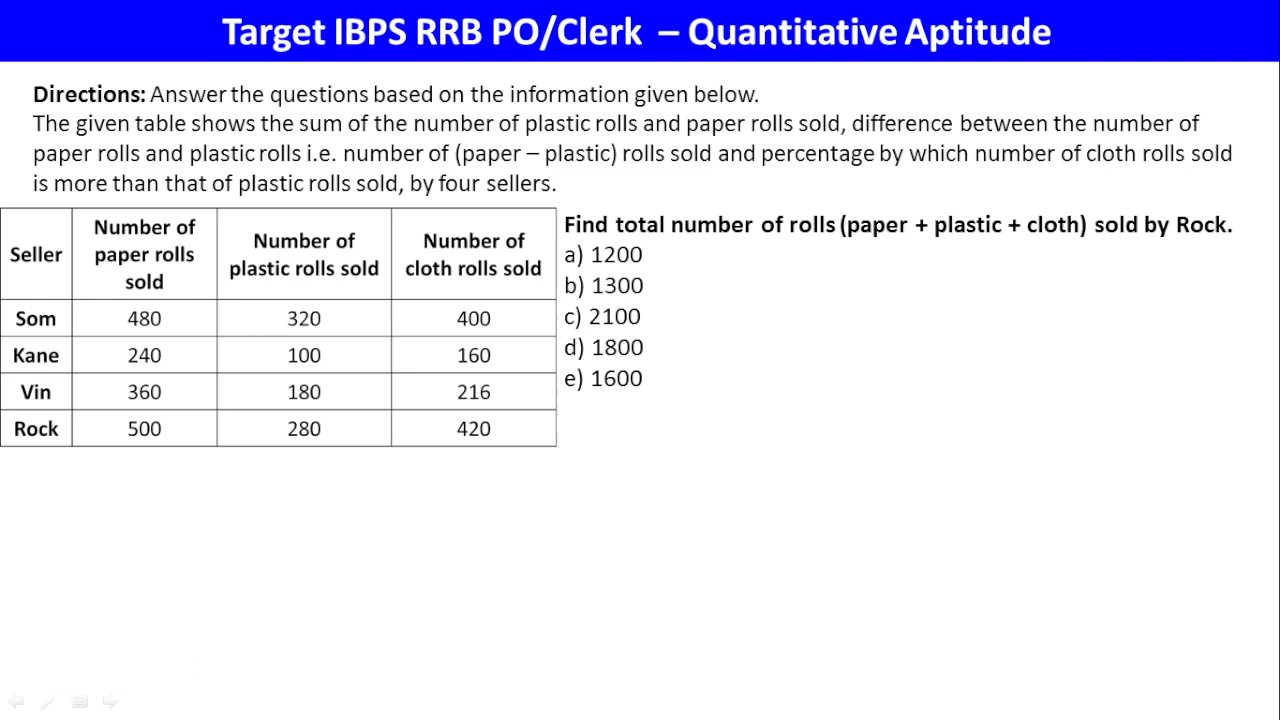 Target IBPS RRB PO/Clerk – Quantitative Aptitude
Directions: Answer the questions based on the information given below.
The given table shows the sum of the number of plastic rolls and paper rolls sold, difference between the number of
paper rolls and plastic rolls i.e. number of (paper – plastic) rolls sold and percentage by which number of cloth rolls sold
is more than that of plastic rolls sold, by four sellers.
Seller | Number of paper rolls sold | Number of plastic rolls sold | Number of cloth rolls sold
Som 480 320 400
Kane 240 100 160
Vin 360 180 216
Rock 500 280 420
Find total number of rolls (paper + plastic + cloth) sold by Rock.
a) 1200
b) 1300
c) 2100
d) 1800
e) 1600